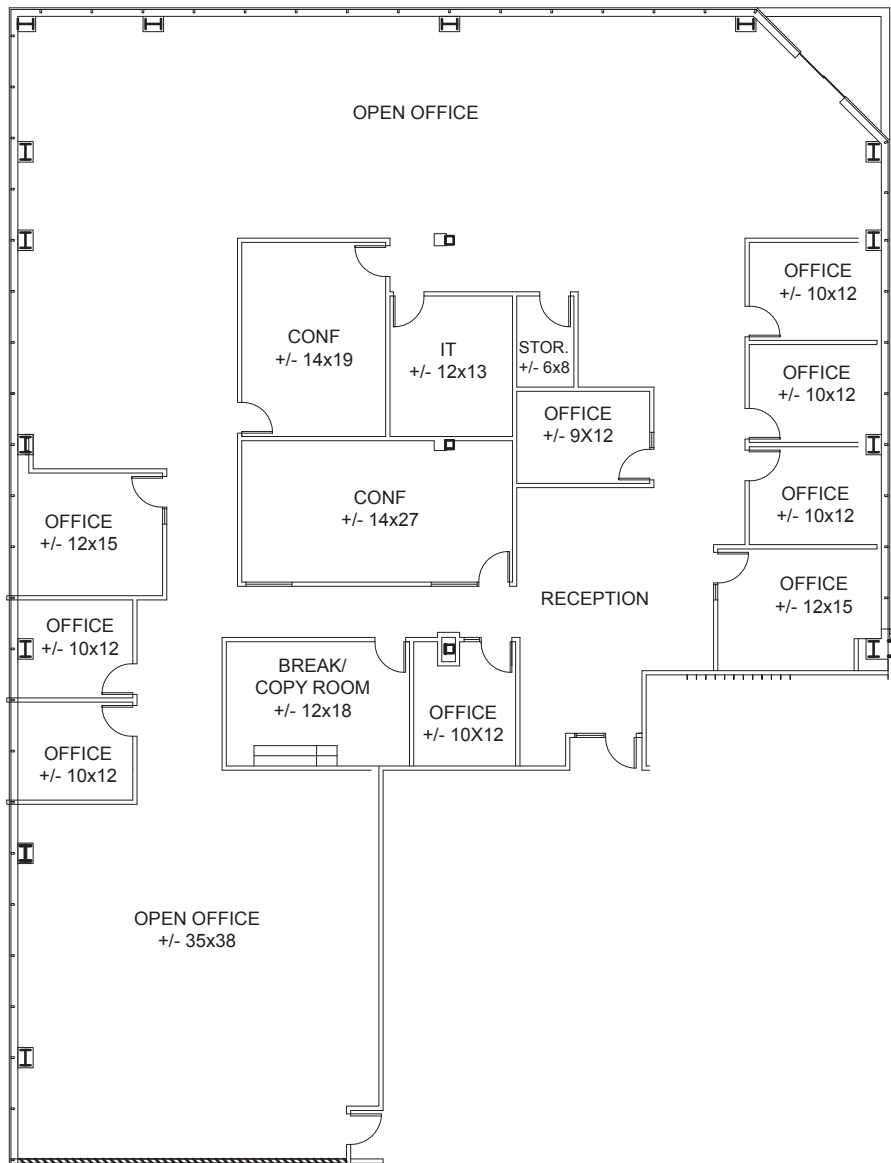 OPEN OFFICE
OFFICE
+/- 10x12
CONF
+/- 14x19
IT
+/- 12x13
STOR.
+/- 6x8
OFFICE
+/- 10x12
OFFICE
+/- 9X12
OFFICE
+/- 10x12
CONF
+/- 14x27
OFFICE
+/- 12x15
OFFICE
+/- 12x15
RECEPTION
OFFICE
+/- 10x12
BREAK/
COPY ROOM
+/- 12x18
OFFICE
+/- 10X12
OFFICE
+/- 10x12
OPEN OFFICE
+/- 35x38